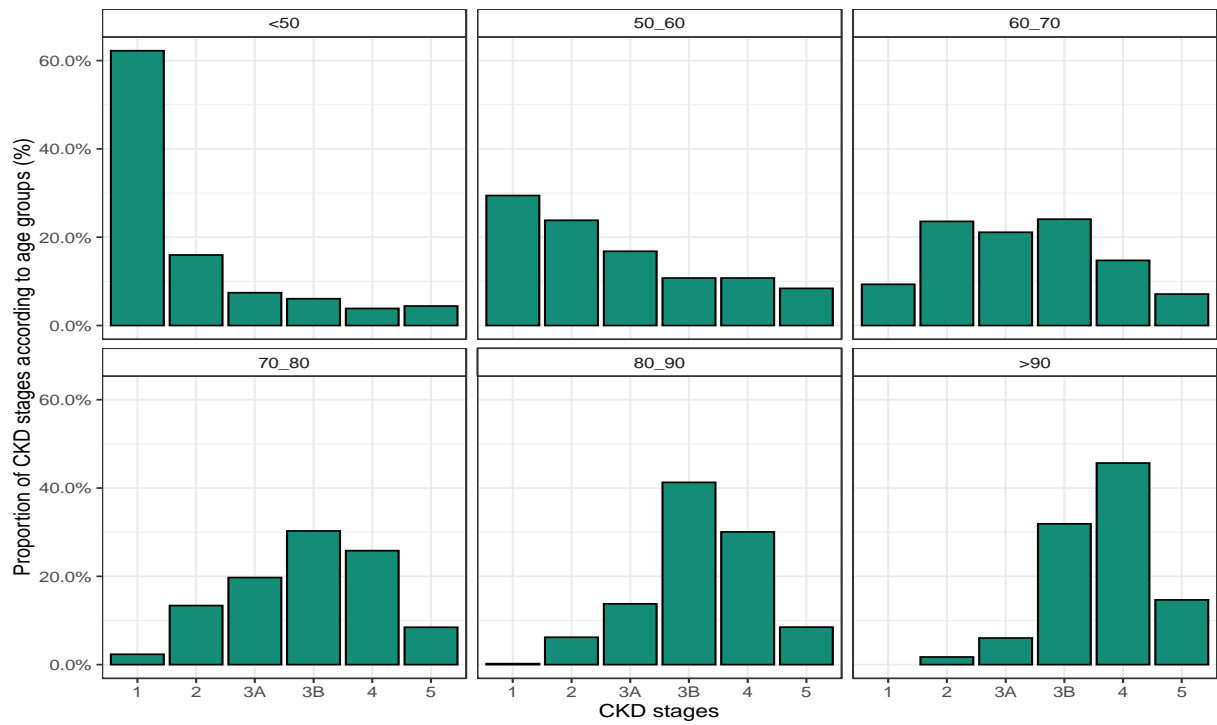 Proportion of CKD stages according to age groups (%)
<50
50_60
60_70
60.0%
40.0%
20.0%
0.0%
70_80
80_90
>90
60.0%
40.0%
20.0%
0.0%
1 2 3A 3B 4 5
1 2 3A 3B 4 5
1 2 3A 3B 4 5
CKD stages